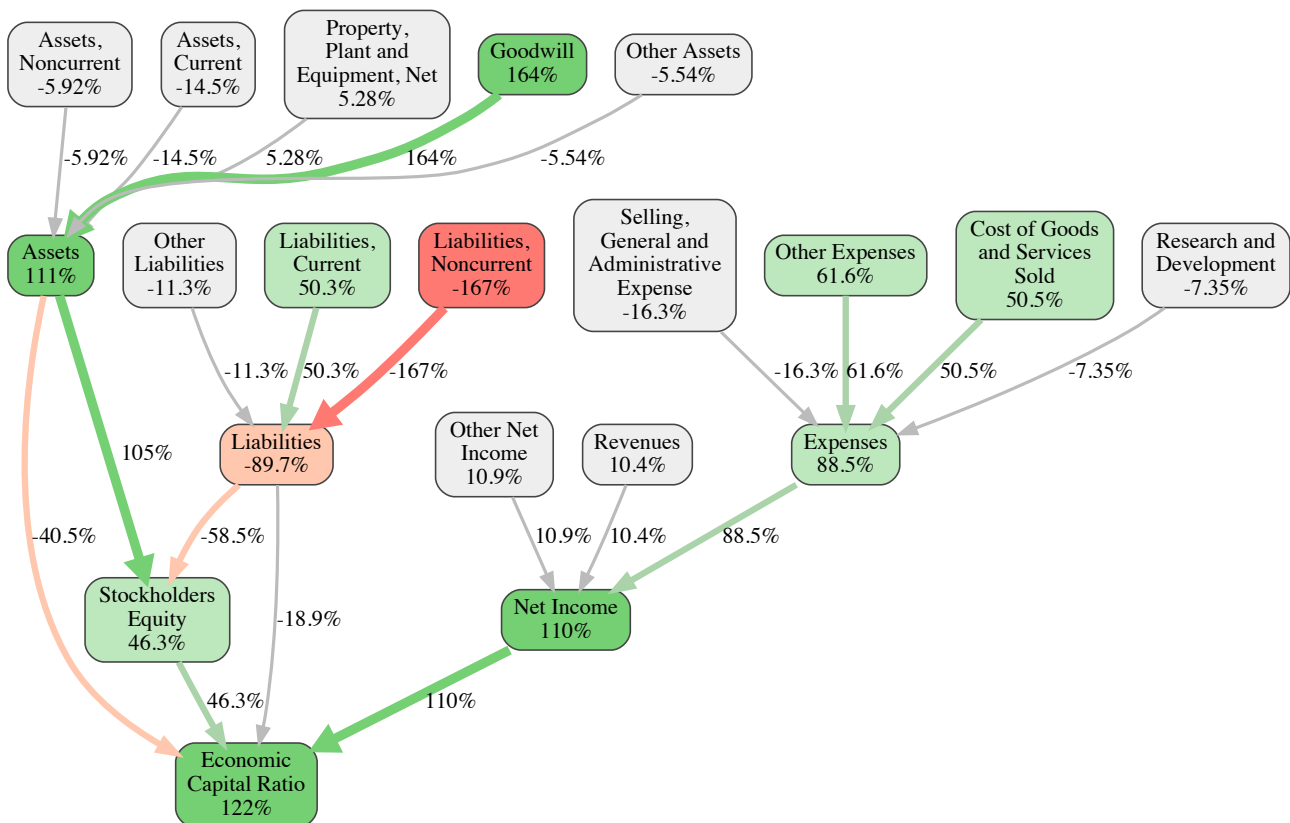 Assets,
Noncurrent
-5.92%
Assets,
Current
-14.5%
Property,
Plant and
Equipment, Net
5.28%
Goodwill
164%
Other Assets
-5.54%
-5.92%
-14.5%
5.28%
164%
-5.54%
Assets
111%
Other
Liabilities
-11.3%
Liabilities,
Current
50.3%
Liabilities,
Noncurrent
-167%
Selling,
General and
Administrative
Expense
-16.3%
Other Expenses
61.6%
Cost of Goods
and Services
Sold
50.5%
Research and
Development
-7.35%
-11.3%
50.3%
-167%
-16.3%
61.6%
50.5%
-7.35%
105%
Liabilities
-89.7%
Other Net
Income
10.9%
Revenues
10.4%
Expenses
88.5%
-40.5%
-58.5%
10.9%
10.4%
88.5%
Stockholders
Equity
46.3%
-18.9%
Net Income
110%
46.3%
110%
Economic
Capital Ratio
122%